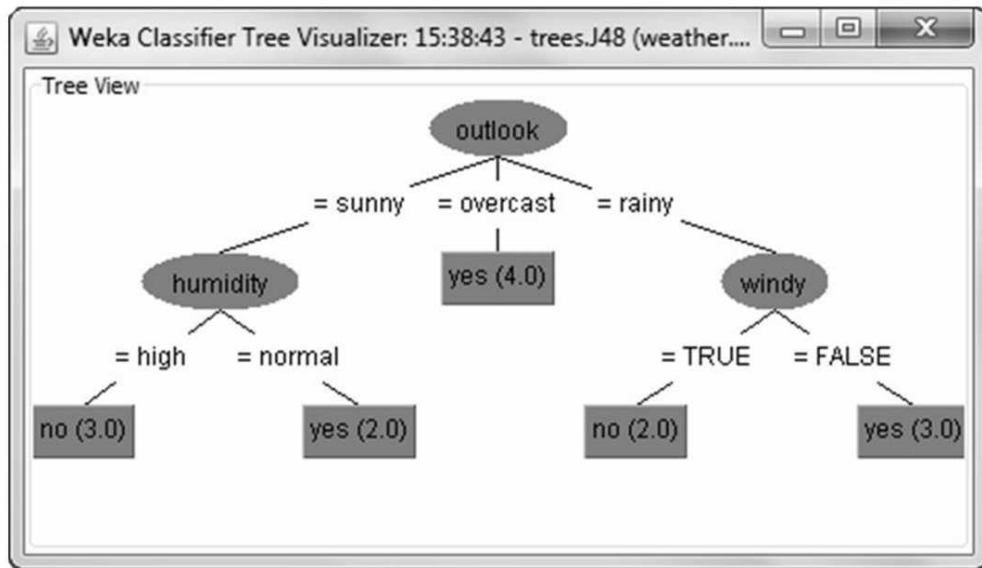 Weka Classifier Tree Visualizer: 15:38:43 - trees.J48 (weather....
Tree View
outlook
= sunny = overcast = rainy
humidity yes (4.0) windy
= high = normal = TRUE = FALSE
no (3.0) yes (2.0) no (2.0) yes (3.0)